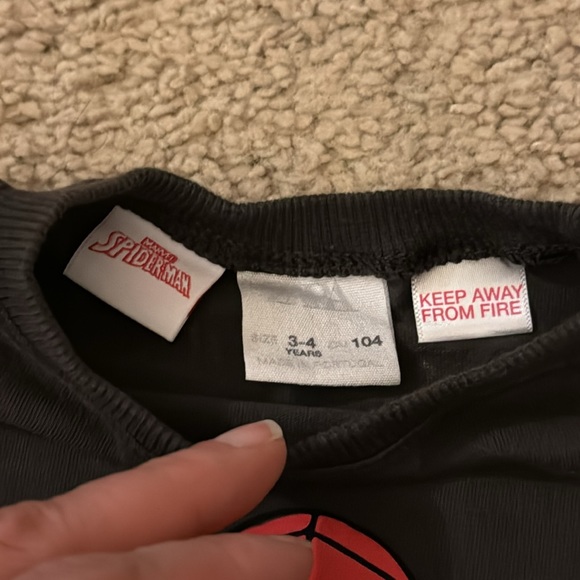 MARVEL
SPIDER-MAN
SIZE 3-4 CM 104
YEARS
MADE IN PORTUGAL
KEEP AWAY
FROM FIRE